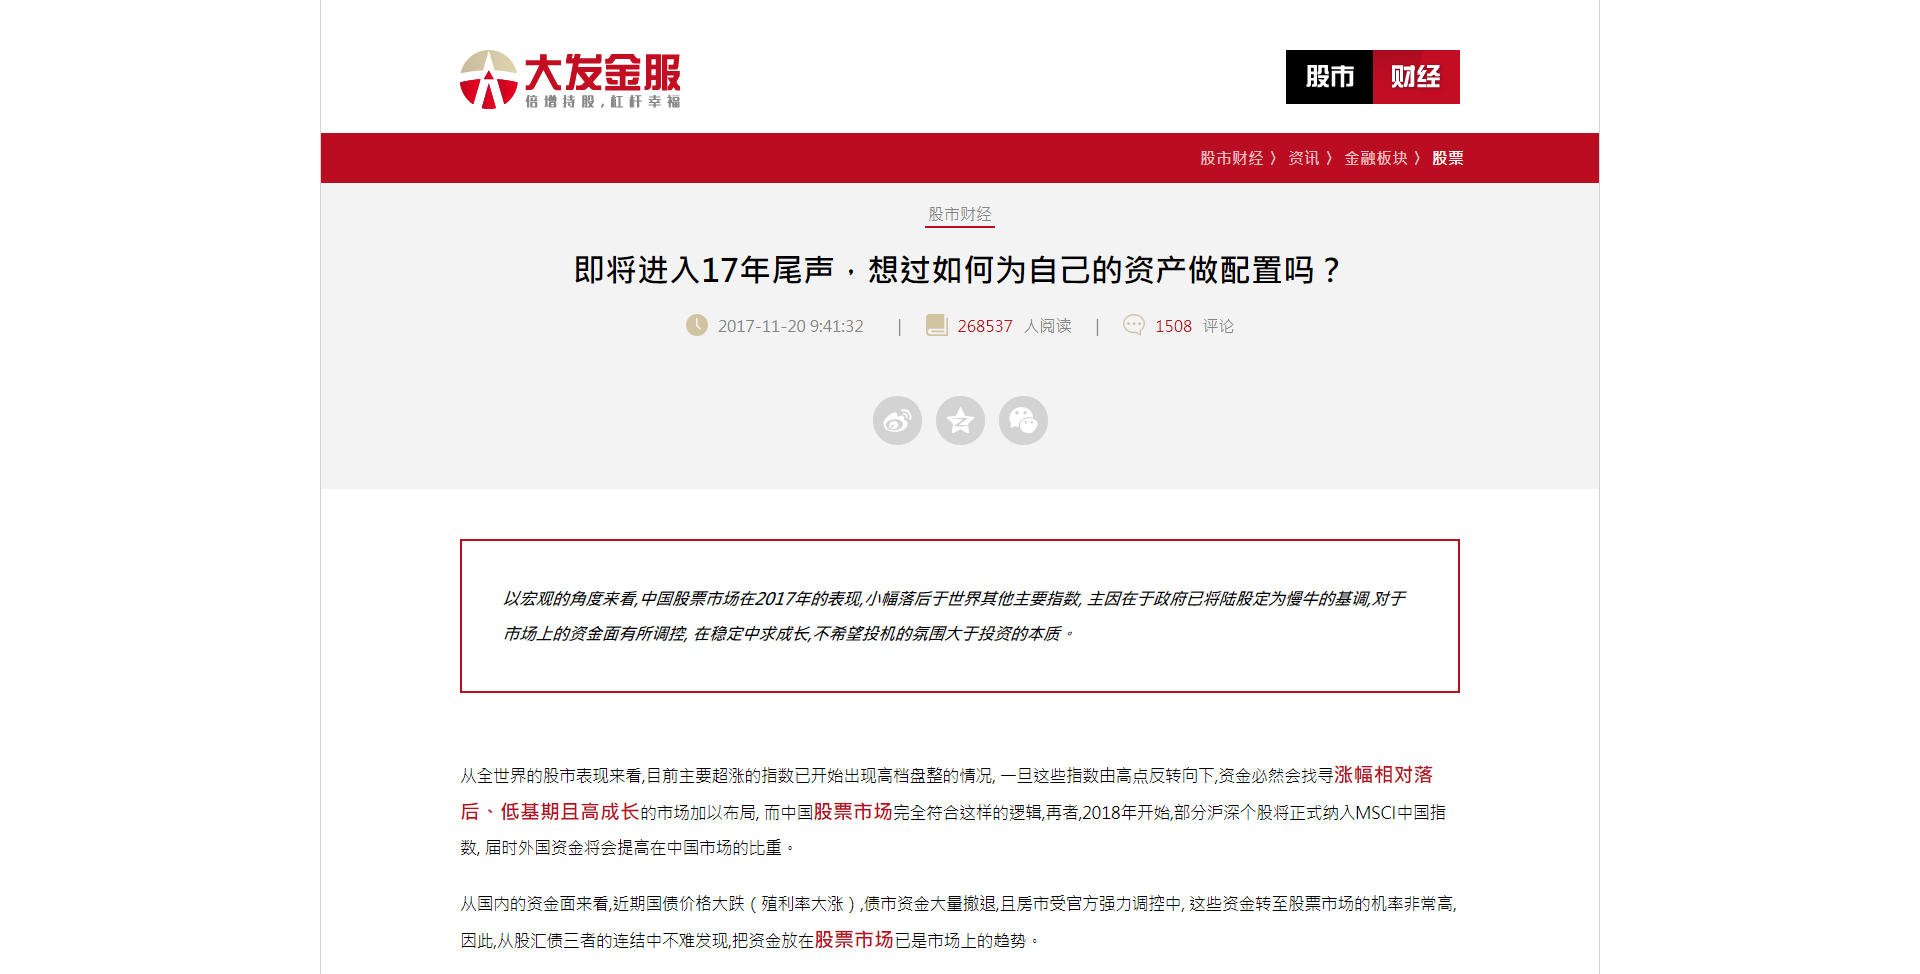 大发金服
倍增持股,杠杆幸福
股市 财经
股市财经 〉 资讯 〉 金融板块 〉 股票
股市财经
即将进入17年尾声，想过如何为自己的资产做配置吗？
2017-11-20 9:41:32 | 268537 人阅读 | 1508 评论
以宏观的角度来看,中国股票市场在2017年的表现,小幅落后于世界其他主要指数, 主因在于政府已将陆股定为慢牛的基调,对于
市场上的资金面有所调控, 在稳定中求成长,不希望投机的氛围大于投资的本质。
从全世界的股市表现来看,目前主要超涨的指数已开始出现高档盘整的情况, 一旦这些指数由高点反转向下,资金必然会找寻涨幅相对落
后、低基期且高成长的市场加以布局, 而中国股票市场完全符合这样的逻辑,再者,2018年开始,部分沪深个股将正式纳入MSCI中国指
数, 届时外国资金将会提高在中国市场的比重。
从国内的资金面来看,近期国债价格大跌（殖利率大涨）,债市资金大量撤退,且房市受官方强力调控中, 这些资金转至股票市场的机率非常高,
因此,从股汇债三者的连结中不难发现,把资金放在股票市场已是市场上的趋势。